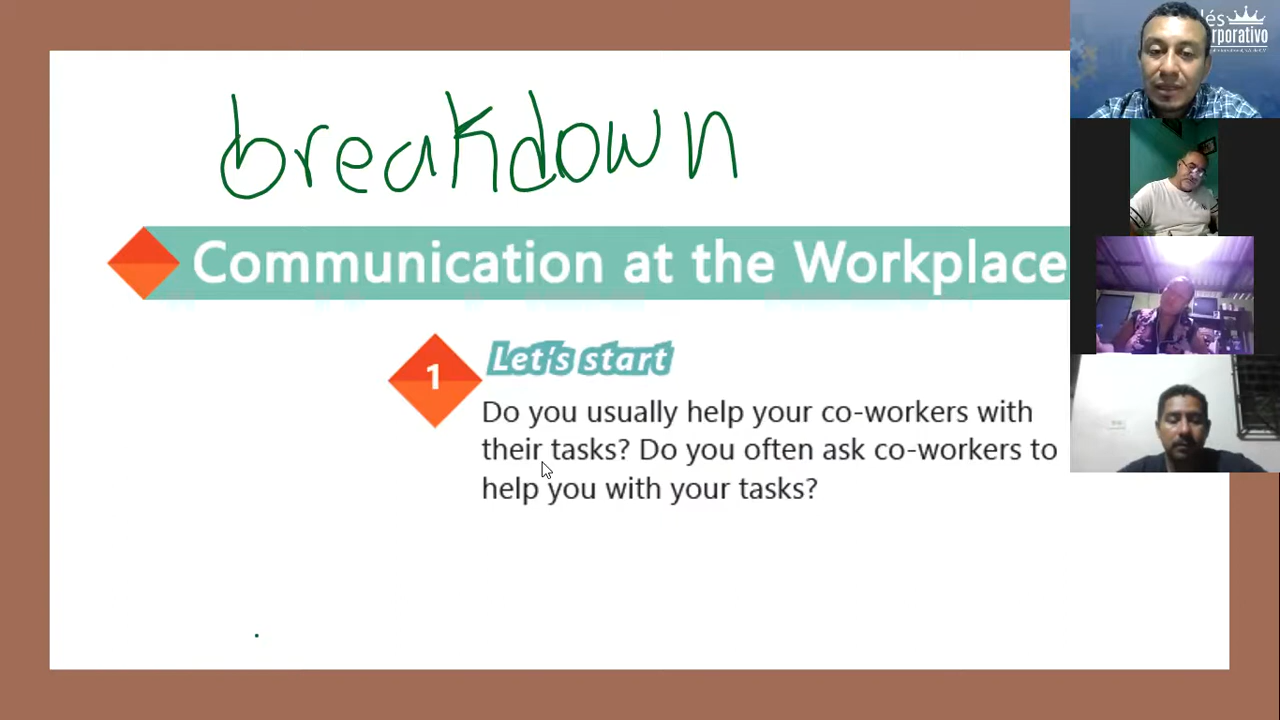 breakdown
Communication at the Workplace
1
Let's start
Do you usually help your co-workers with
their tasks? Do you often ask co-workers to
help you with your tasks?